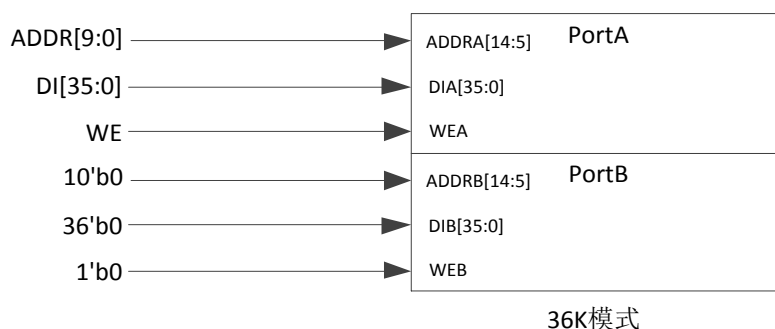 ADDR[9:0] ADDRA[14:5] PortA
DI[35:0] DIA[35:0]
WE WEA
10'b0 ADDRB[14:5] PortB
36'b0 DIB[35:0]
1'b0 WEB
36K模式